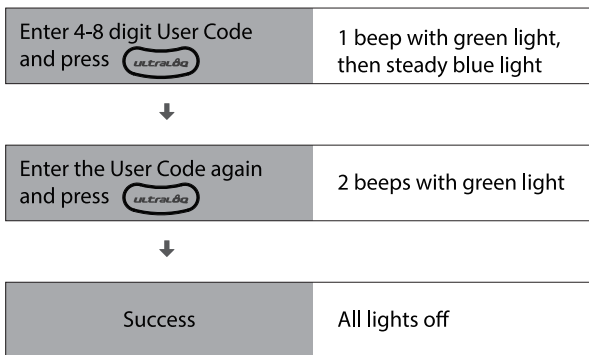 Enter 4-8 digit User Code
and press ULTRALOQ
1 beep with green light,
then steady blue light
Enter the User Code again
and press ULTRALOQ
2 beeps with green light
Success
All lights off